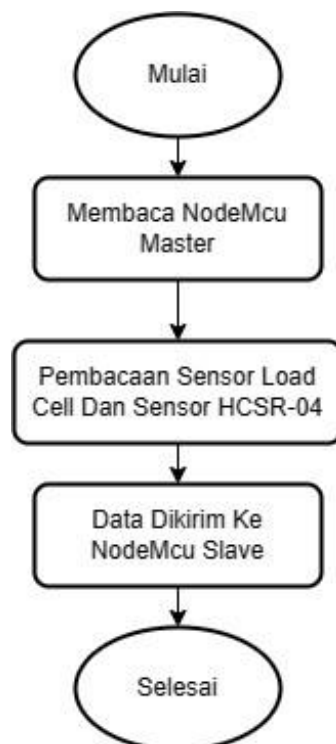 Mulai
Membaca NodeMcu
Master
Pembacaan Sensor Load
Cell Dan Sensor HCSR-04
Data Dikirim Ke
NodeMcu Slave
Selesai